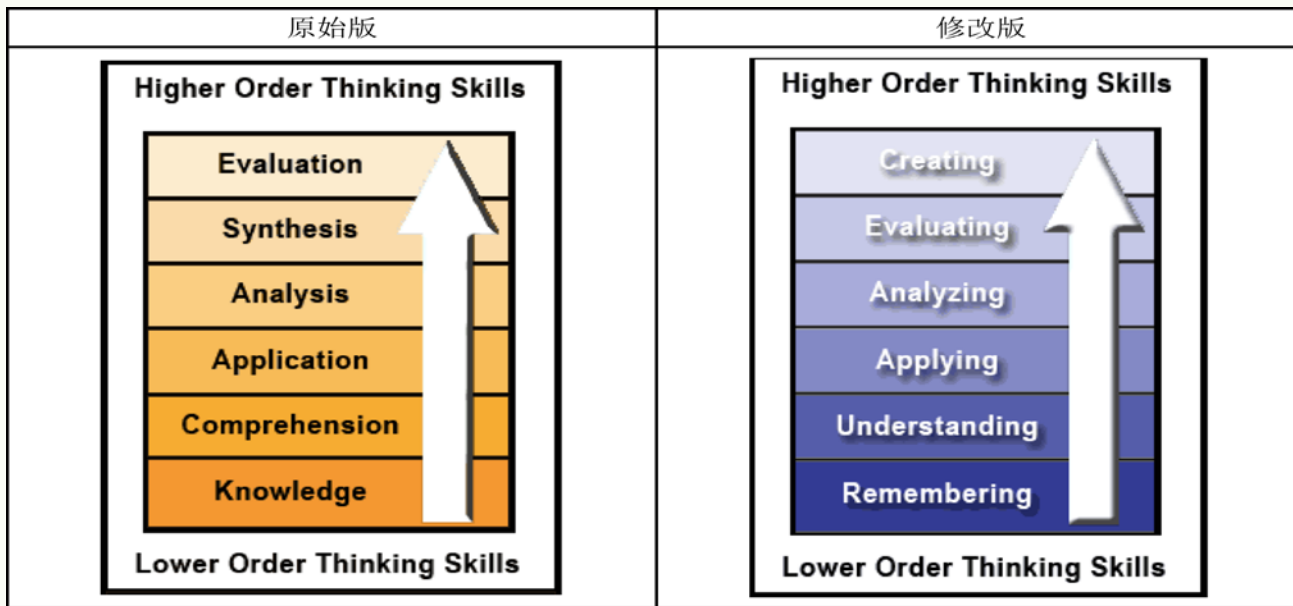 原始版
修改版
Higher Order Thinking Skills
Evaluation
Synthesis
Analysis
Application
Comprehension
Knowledge
Lower Order Thinking Skills
Higher Order Thinking Skills
Creating
Evaluating
Analyzing
Applying
Understanding
Remembering
Lower Order Thinking Skills